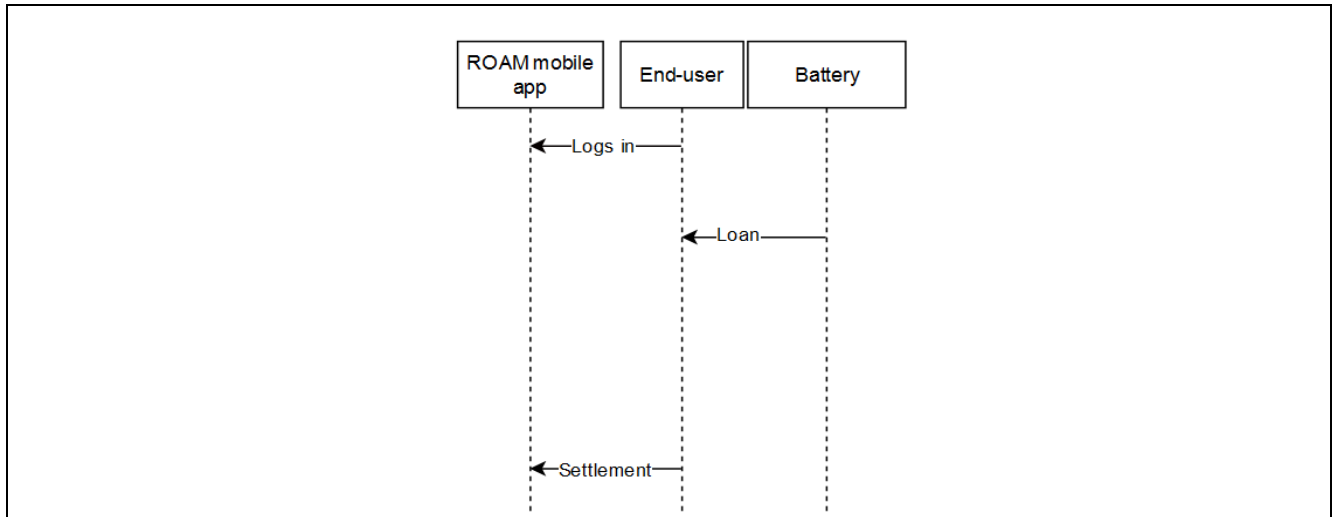 ROAM mobile
app
End-user
Battery
Logs in
Loan
Settlement